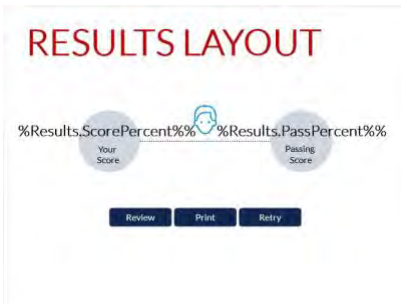 RESULTS LAYOUT
%Results.ScorePercent%% %Results.PassPercent%%
Your
Score
Passing
Score
Review Print Retry